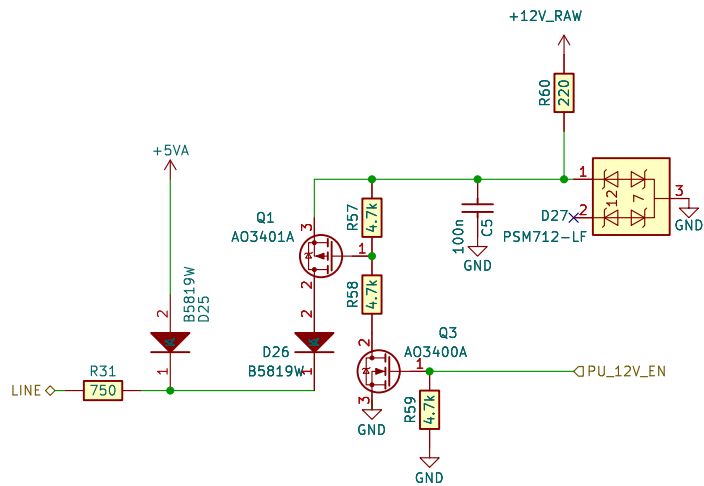 +12V_RAW
R60
220
+5VA
1
12
7
3
D27
2
PSM712-LF
GND
Q1
AO3401A
3
1
2
R57
4.7k
100n
C5
GND
R58
4.7k
2
B5819W
D25
A
1
2
D26
B5819W
A
1
Q3
AO3400A
2
1
3
GND
PU_12V_EN
R31
750
LINE
R59
4.7k
GND